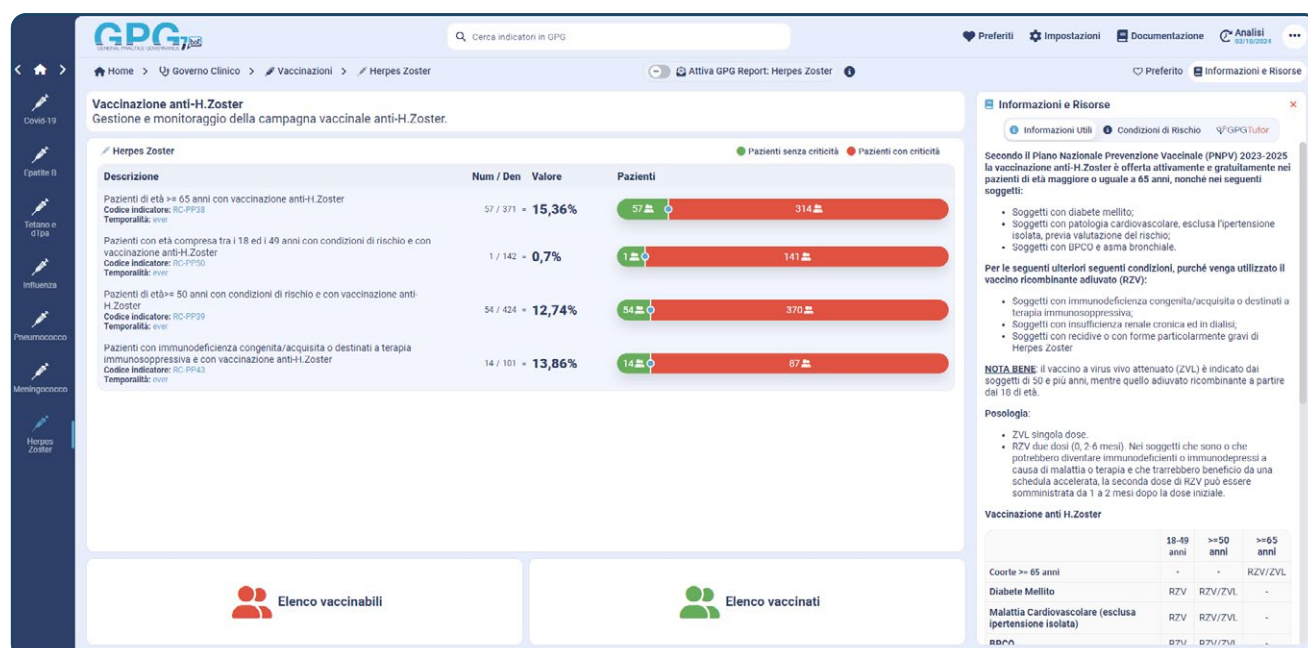 GPG
GENERAL PRACTICE GOVERNANCE
Cerca indicatori in GPG
Preferiti
Impostazioni
Documentazione
Analisi
03/10/2024
Home > Governo Clinico > Vaccinazioni > Herpes Zoster
Attiva GPG Report: Herpes Zoster
Preferito
Informazioni e Risorse
Covid-19
Epatite B
Tetano e
dTpa
Influenza
Pneumococco
Meningococco
Herpes
Zoster
Vaccinazione anti-H.Zoster
Gestione e monitoraggio della campagna vaccinale anti-H.Zoster.
Herpes Zoster
Pazienti senza criticità
Pazienti con criticità
Descrizione
Num / Den
Valore
Pazienti
Pazienti di età >= 65 anni con vaccinazione anti-H.Zoster
Codice indicatore: RC-PP38
Temporalità: ever
57 / 371 = 15,36%
57
314
Pazienti con età compresa tra i 18 ed i 49 anni con condizioni di rischio e con
vaccinazione anti-H.Zoster
Codice indicatore: RC-PP50
Temporalità: ever
1 / 142 = 0,7%
1
141
Pazienti di età>= 50 anni con condizioni di rischio e con vaccinazione anti-
H.Zoster
Codice indicatore: RC-PP39
Temporalità: ever
54 / 424 = 12,74%
54
370
Pazienti con immunodeficienza congenita/acquisita o destinati a terapia
immunosoppressiva e con vaccinazione anti-H.Zoster
Codice indicatore: RC-PP43
Temporalità: ever
14 / 101 = 13,86%
14
87
Elenco vaccinabili
Elenco vaccinati
Informazioni e Risorse
Informazioni Utili
Condizioni di Rischio
GPGTutor
Secondo il Piano Nazionale Prevenzione Vaccinale (PNPV) 2023-2025
la vaccinazione anti-H.Zoster è offerta attivamente e gratuitamente nei
pazienti di età maggiore o uguale a 65 anni, nonché nei seguenti
soggetti:
• Soggetti con diabete mellito;
• Soggetti con patologia cardiovascolare, esclusa l'ipertensione
isolata, previa valutazione del rischio;
• Soggetti con BPCO e asma bronchiale.
Per le seguenti ulteriori seguenti condizioni, purché venga utilizzato il
vaccino ricombinante adiuvato (RZV):
• Soggetti con immunodeficienza congenita/acquisita o destinati a
terapia immunosoppressiva;
• Soggetti con insufficienza renale cronica ed in dialisi;
• Soggetti con recidive o con forme particolarmente gravi di
Herpes Zoster
NOTA BENE: il vaccino a virus vivo attenuato (ZVL) è indicato dai
soggetti di 50 e più anni, mentre quello adiuvato ricombinante a partire
dai 18 di età.
Posologia:
• ZVL singola dose.
• RZV due dosi (0, 2-6 mesi). Nei soggetti che sono o che
potrebbero diventare immunodeficienti o immunodepressi a
causa di malattia o terapia e che trarrebbero beneficio da una
schedula accelerata, la seconda dose di RZV può essere
somministrata da 1 a 2 mesi dopo la dose iniziale.
Vaccinazione anti H.Zoster
18-49 anni
>=50 anni
>=65 anni
Coorte >= 65 anni - - RZV/ZVL
Diabete Mellito RZV RZV/ZVL -
Malattia Cardiovascolare (esclusa
ipertensione isolata) RZV RZV/ZVL -
BPCO RZV RZV/ZVL -